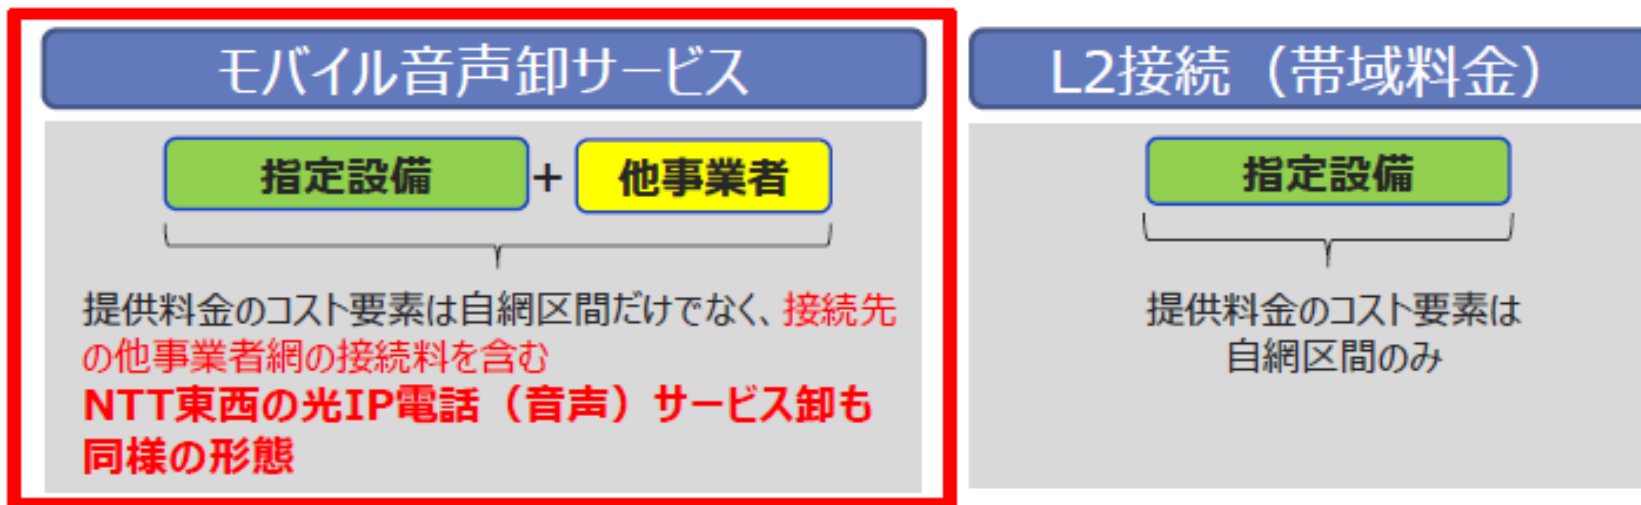 モバイル音声卸サービス
指定設備 + 他事業者
提供料金のコスト要素は自網区間だけでなく、接続先
の他事業者網の接続料を含む
NTT東西の光IP電話（音声）サービス卸も
同様の形態
L2接続（帯域料金）
指定設備
提供料金のコスト要素は
自網区間のみ